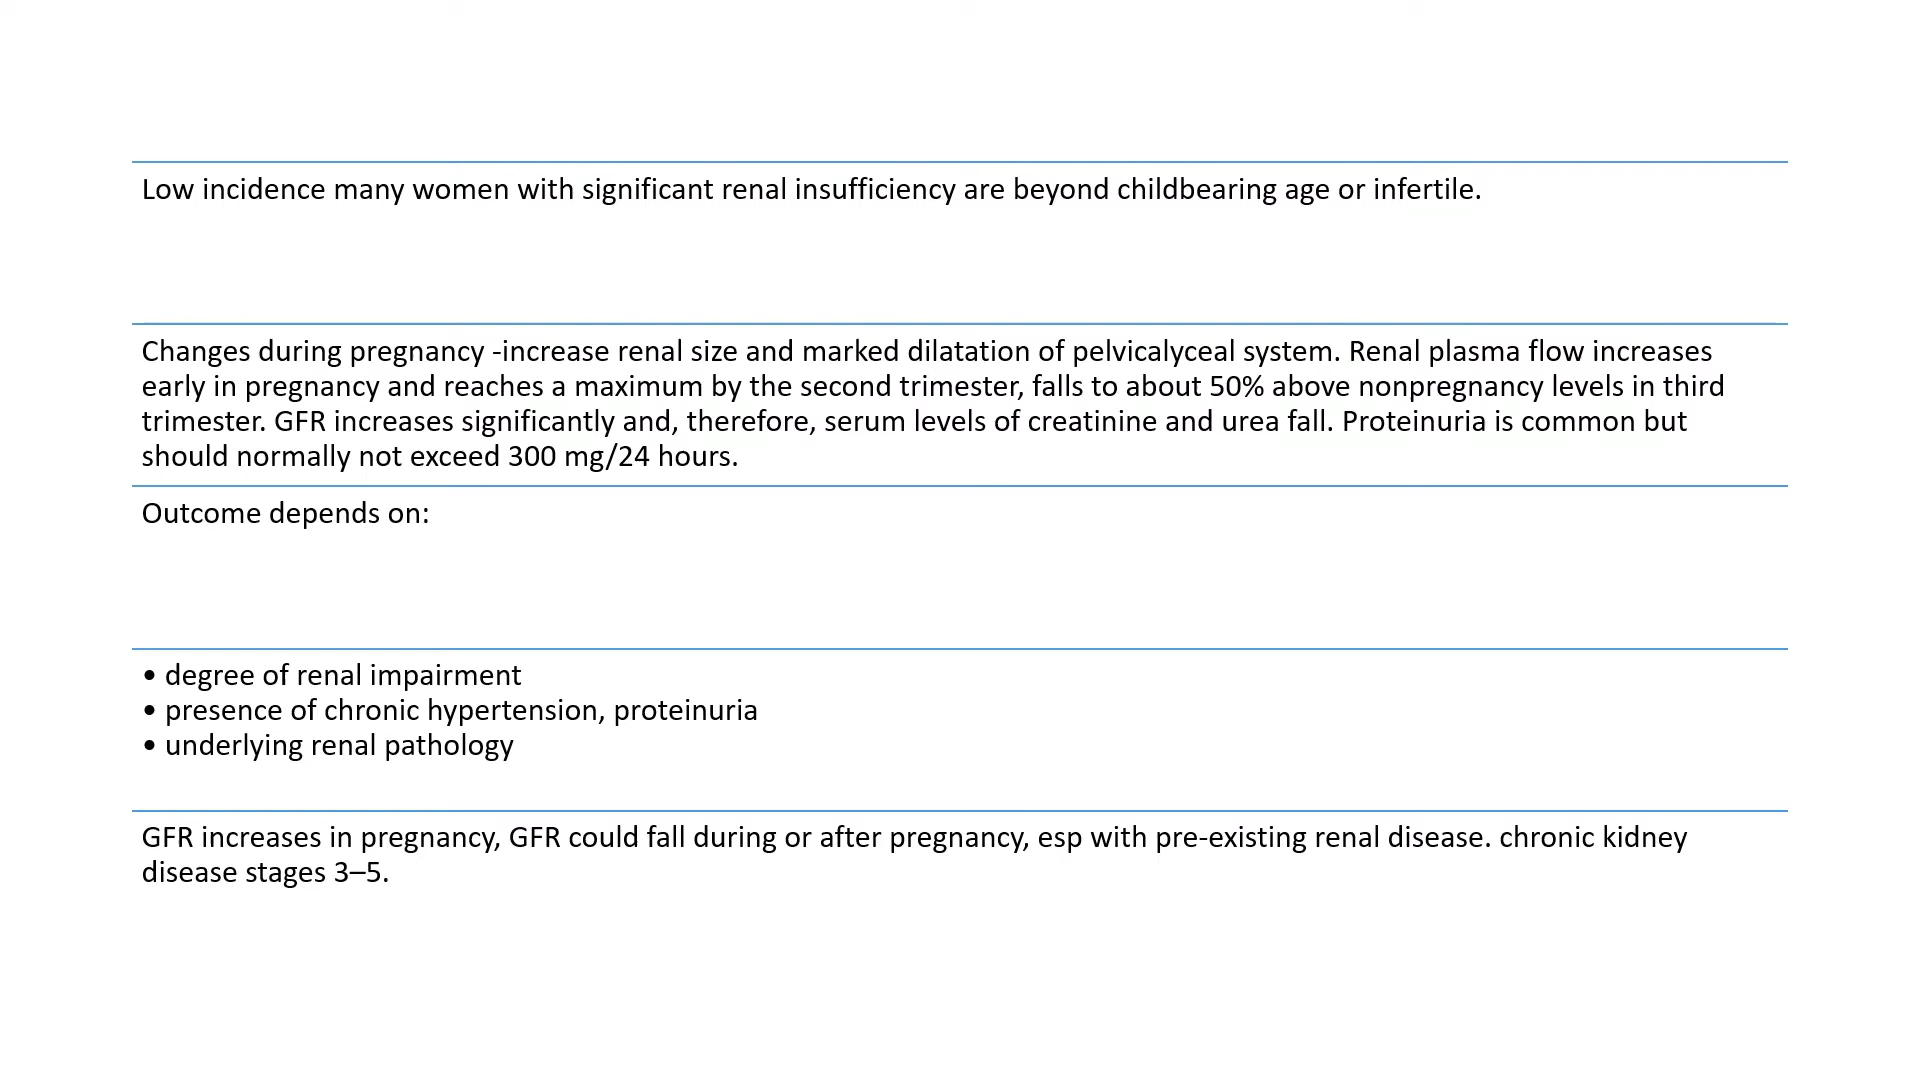 Low incidence many women with significant renal insufficiency are beyond childbearing age or infertile.
Changes during pregnancy -increase renal size and marked dilatation of pelvicalyceal system. Renal plasma flow increases
early in pregnancy and reaches a maximum by the second trimester, falls to about 50% above nonpregnancy levels in third
trimester. GFR increases significantly and, therefore, serum levels of creatinine and urea fall. Proteinuria is common but
should normally not exceed 300 mg/24 hours.
Outcome depends on:
• degree of renal impairment
• presence of chronic hypertension, proteinuria
• underlying renal pathology
GFR increases in pregnancy, GFR could fall during or after pregnancy, esp with pre-existing renal disease. chronic kidney
disease stages 3–5.